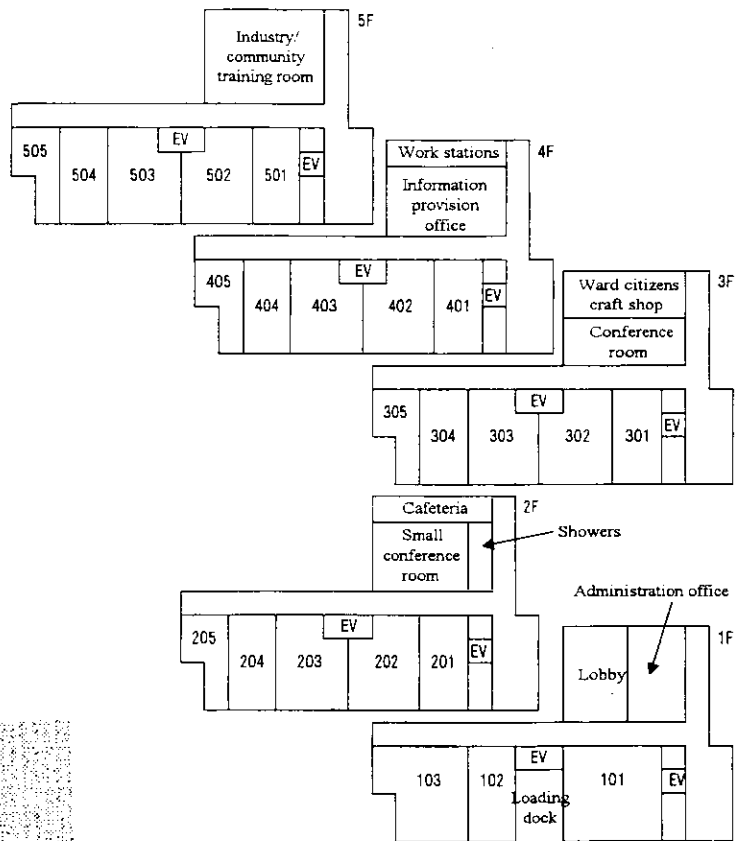 5F
Industry/
community
training room
EV
505
504
503
502
501
EV
4F
Work stations
Information
provision
office
EV
405
404
403
402
401
EV
3F
Ward citizens
craft shop
Conference
room
EV
305
304
303
302
301
EV
2F
Cafeteria
Small
conference
room
Showers
EV
205
204
203
202
201
EV
Administration office
1F
Lobby
EV
103
102
101
EV
Loading
dock